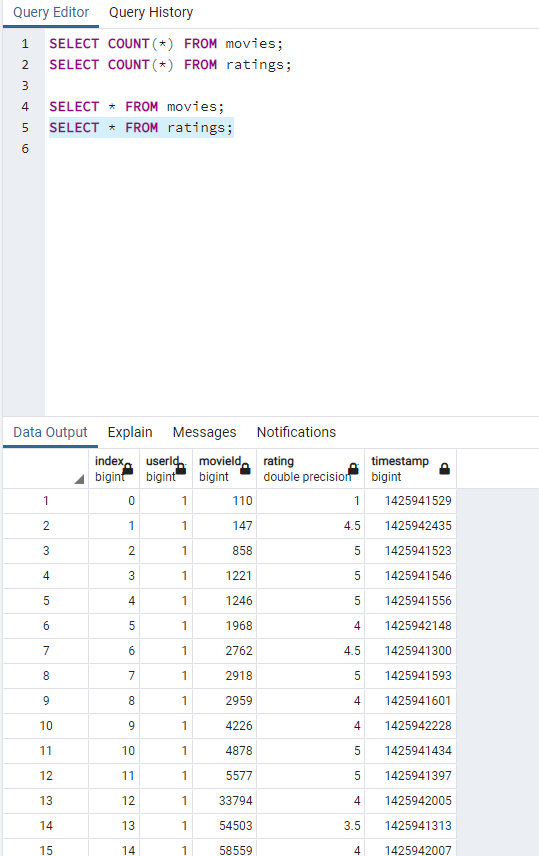 Query Editor Query History
1 SELECT COUNT(*) FROM movies;
2 SELECT COUNT(*) FROM ratings;
3
4 SELECT * FROM movies;
5 SELECT * FROM ratings;
6
Data Output Explain Messages Notifications
index userId movieId rating timestamp
bigint bigint bigint double precision bigint
1 0 1 110 1 1425941529
2 1 1 147 4.5 1425942435
3 2 1 858 5 1425941523
4 3 1 1221 5 1425941546
5 4 1 1246 5 1425941556
6 5 1 1968 4 1425942148
7 6 1 2762 4.5 1425941300
8 7 1 2918 5 1425941593
9 8 1 2959 4 1425941601
10 9 1 4226 4 1425942228
11 10 1 4878 5 1425941434
12 11 1 5577 5 1425941397
13 12 1 33794 4 1425942005
14 13 1 54503 3.5 1425941313
15 14 1 58559 4 1425942007